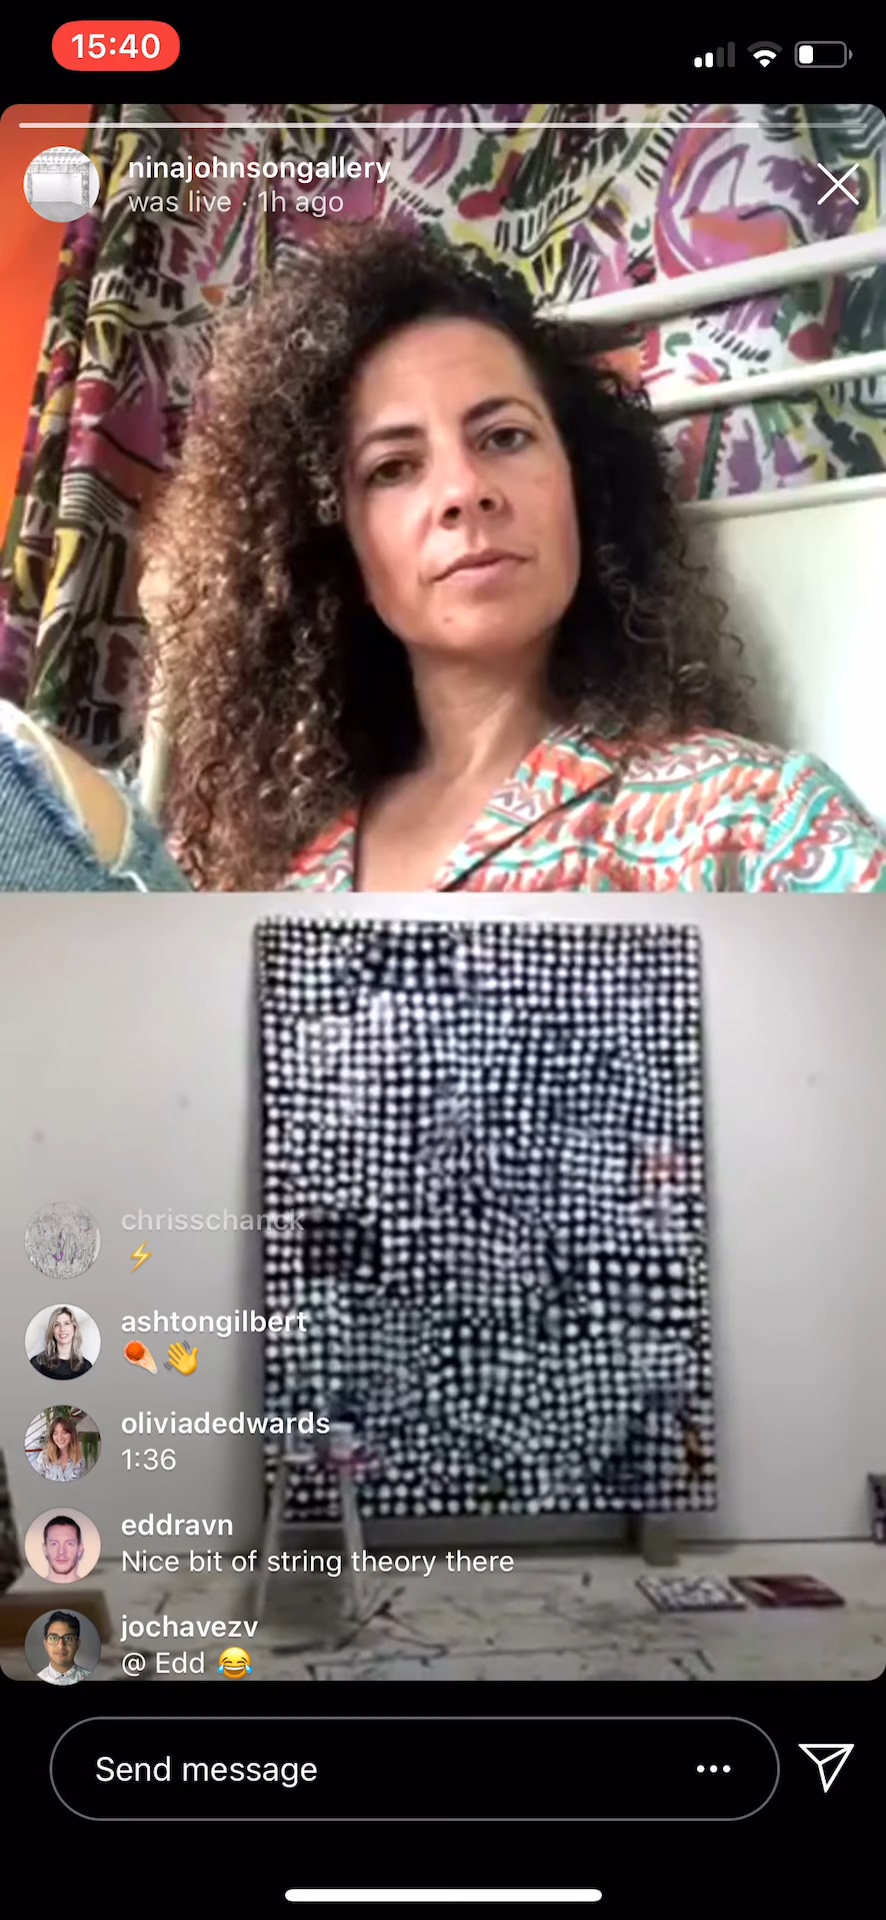 15:40
ninajohnsongallery
was live · 1h ago
chrisschanck
⚡
ashtongilbert
☄️👋
oliviadedwards
1:36
eddravn
Nice bit of string theory there
jochavezv
@ Edd 😂
Send message